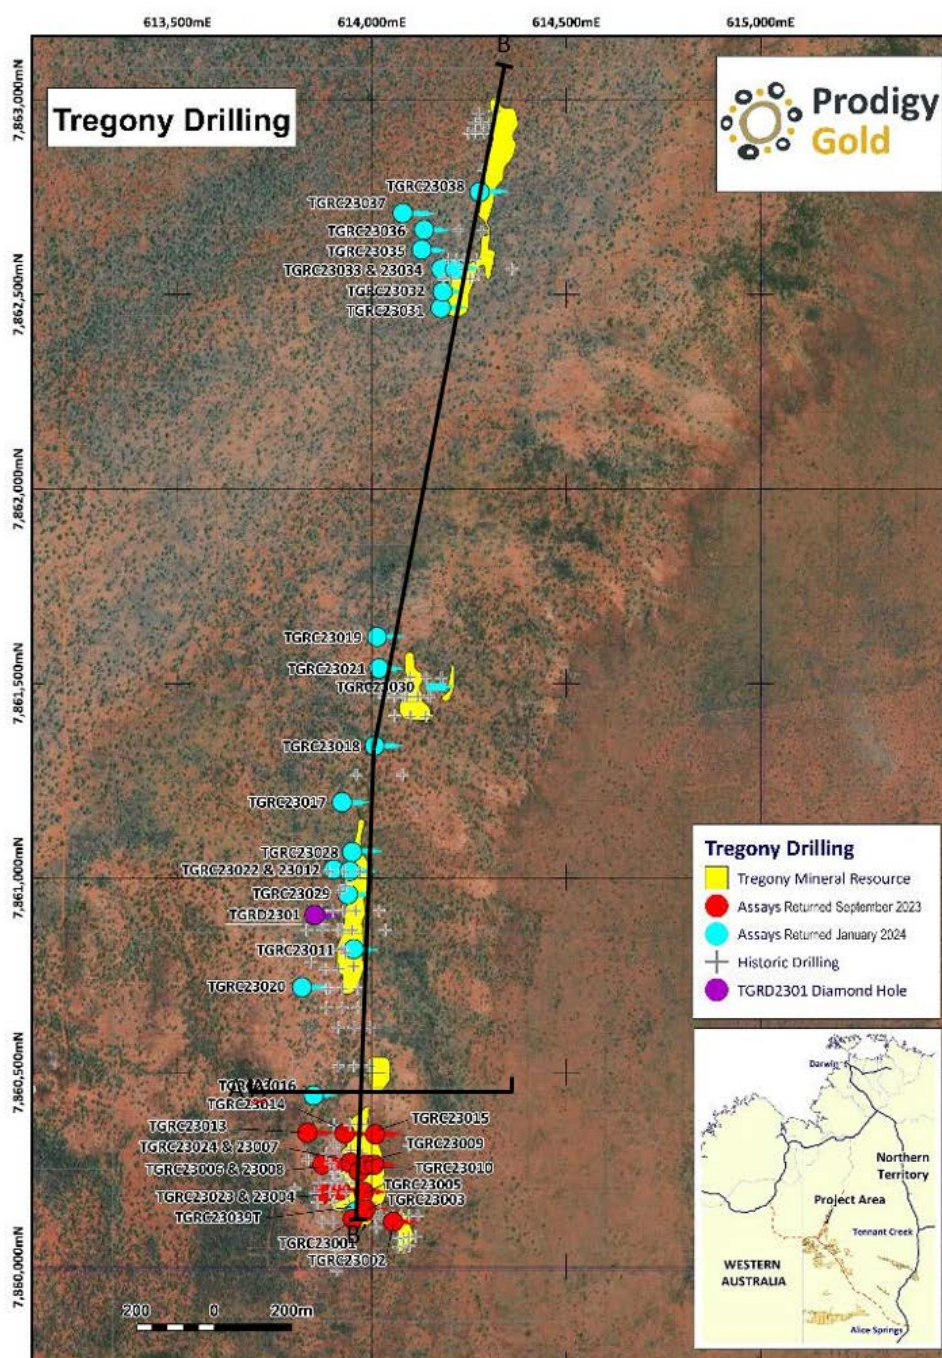 613,500mE
614,000mE
614,500mE
615,000mE
B
7,863,000mN
Tregony Drilling
Prodigy
Gold
TGRC23038
TGRC23037
TGRC23036
TGRC23035
TGRC23033 & 23034
TGRC23032
TGRC23031
7,862,500mN
7,862,000mN
TGRC23019
TGRC23021
TGRC23030
7,861,500mN
TGRC23018
TGRC23017
TGRC23028
TGRC23022 & 23012
TGRC23029
TGRD2301
TGRC23011
TGRC23020
7,861,000mN
7,860,500mN
TGRC23016
TGRC23014
TGRC23013
TGRC23015
TGRC23024 & 23007
TGRC23009
TGRC23006 & 23008
TGRC23010
TGRC23005
TGRC23023 & 23004
TGRC23003
TGRC23039T
TGRC23001
B'
TGRC23002
7,860,000mN
200
0
200m
Tregony Drilling
Tregony Mineral Resource
Assays Returned September 2023
Assays Returned January 2024
Historic Drilling
TGRD2301 Diamond Hole
Darwin
Northern
Territory
Project Area
Tennant Creek
WESTERN
AUSTRALIA
Alice Springs